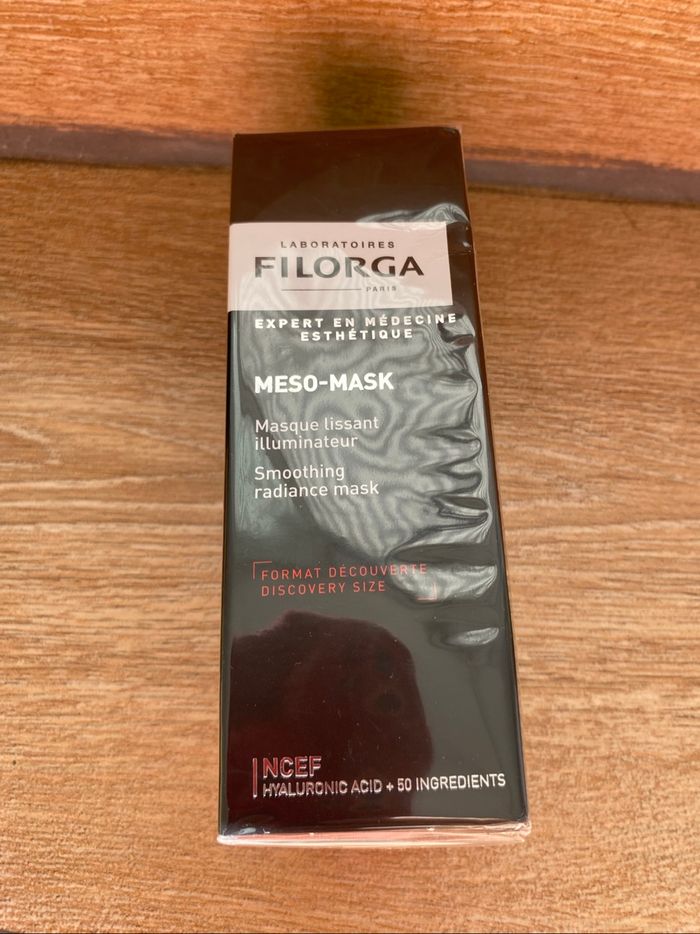 LABORATOIRES
FILORGA
PARIS
EXPERT EN MÉDECINE
ESTHÉTIQUE
MESO-MASK
Masque lissant
illuminateur
Smoothing
radiance mask
FORMAT DÉCOUVERTE
DISCOVERY SIZE
NCEF
HYALURONIC ACID + 50 INGREDIENTS